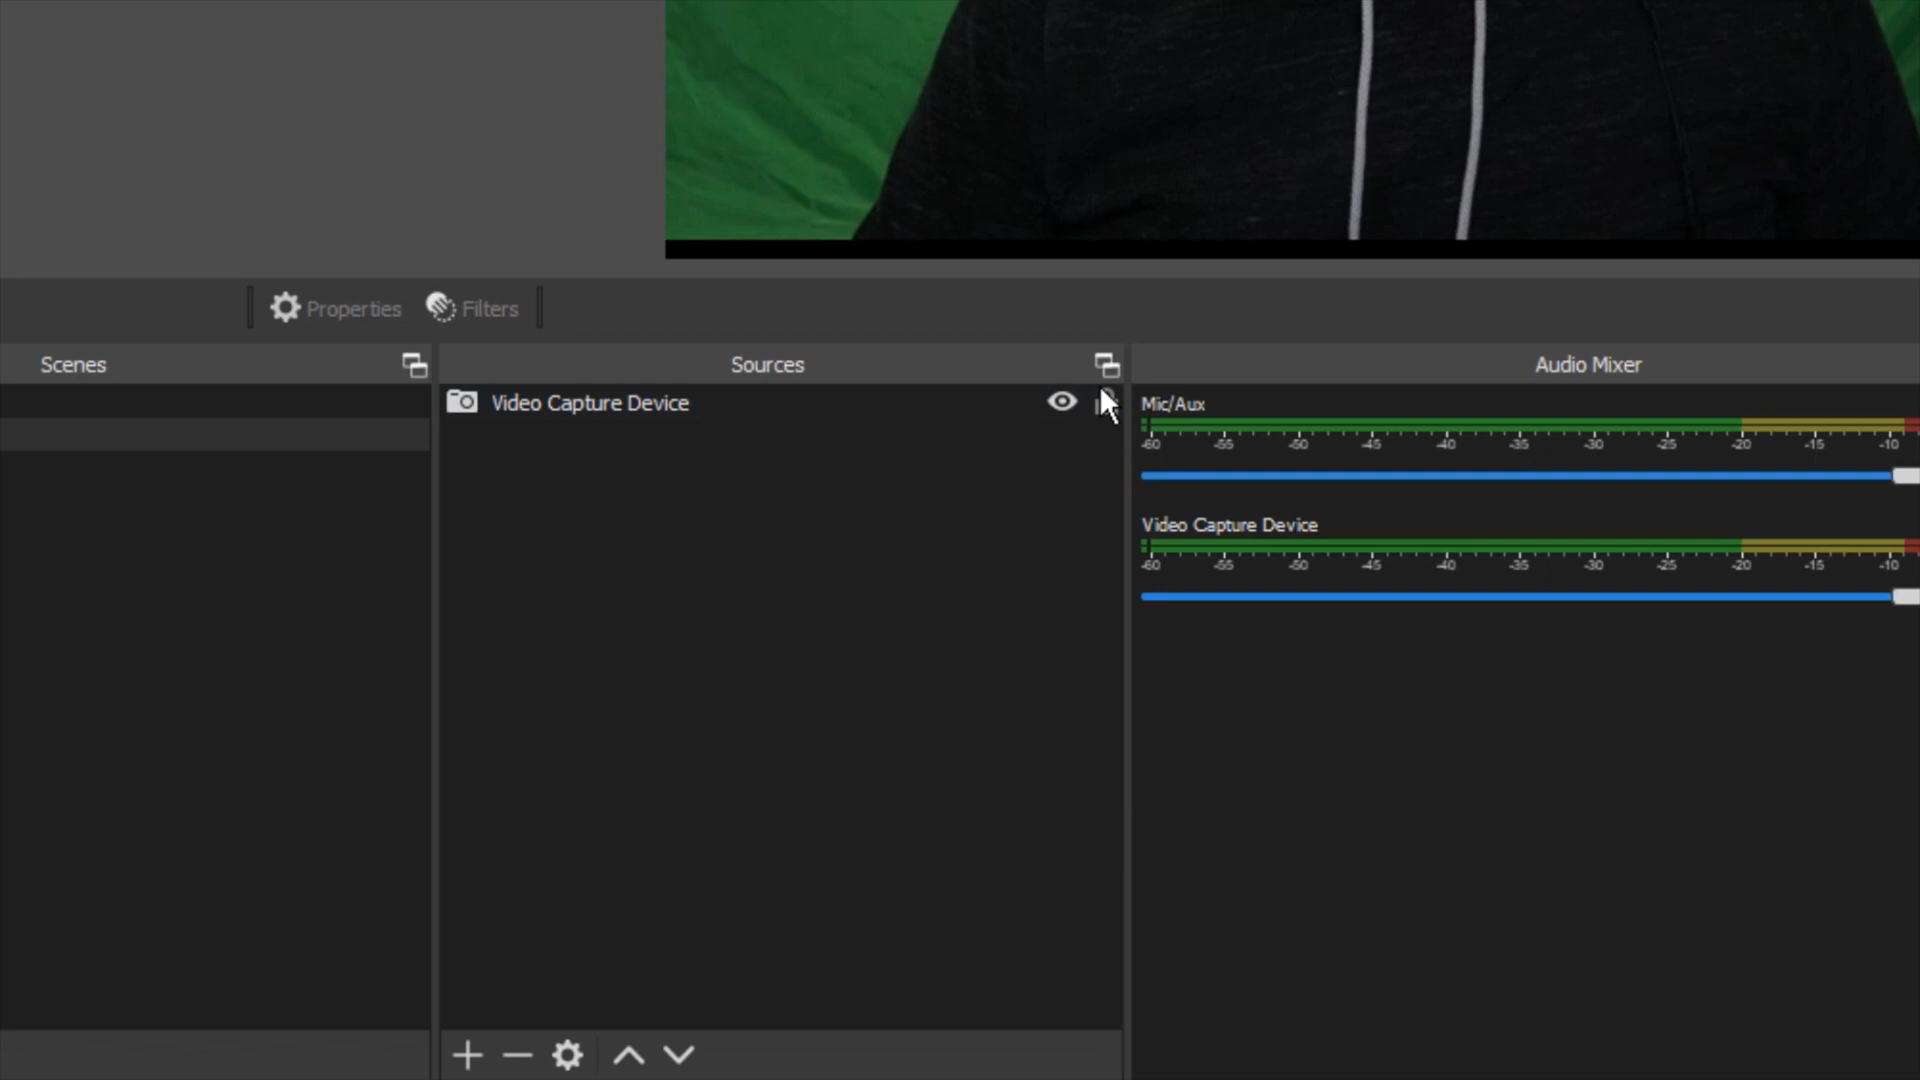 Properties
Filters
Scenes
Sources
Audio Mixer
Video Capture Device
Mic/Aux
-60 -55 -50 -45 -40 -35 -30 -25 -20 -15 -10
Video Capture Device
-60 -55 -50 -45 -40 -35 -30 -25 -20 -15 -10